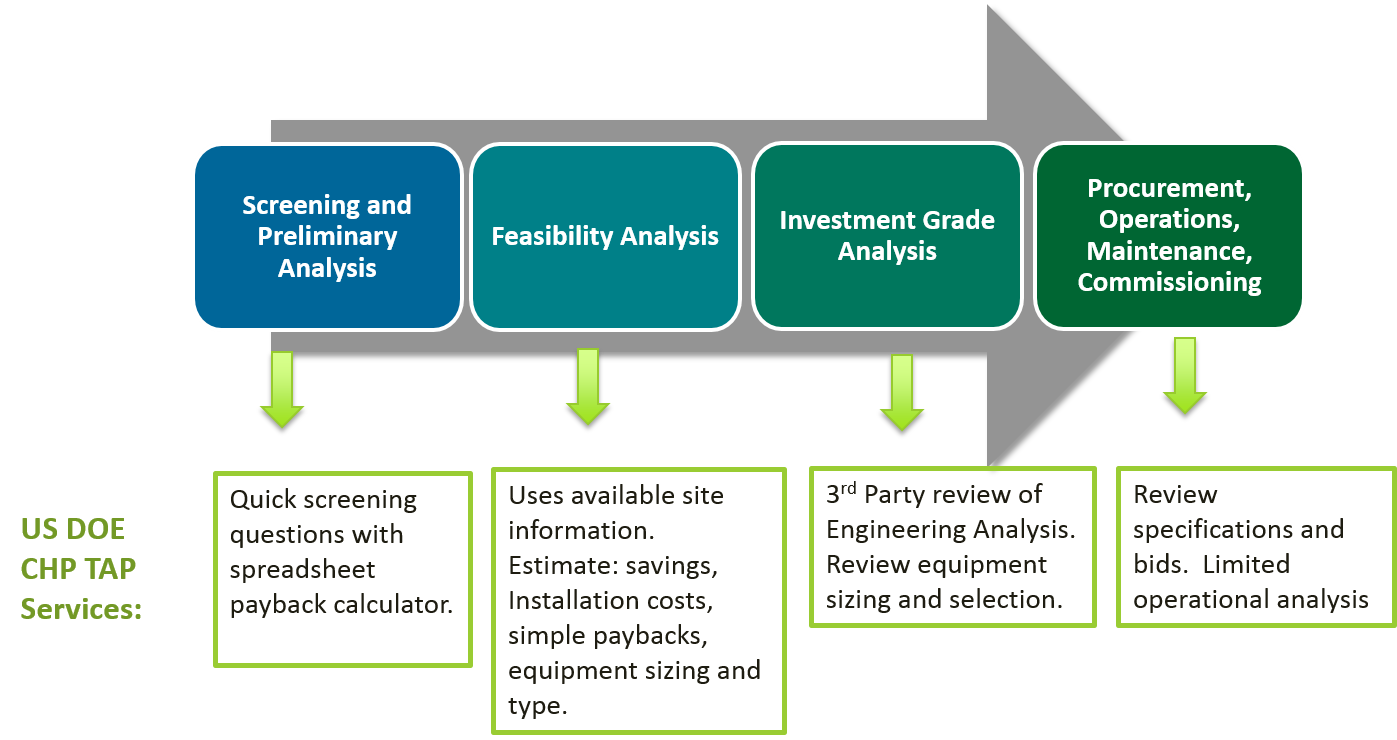 Screening and
Preliminary
Analysis
Feasibility Analysis
Investment Grade
Analysis
Procurement,
Operations,
Maintenance,
Commissioning
US DOE
CHP TAP
Services:
Quick screening
questions with
spreadsheet
payback calculator.
Uses available site
information.
Estimate: savings,
Installation costs,
simple paybacks,
equipment sizing and
type.
3rd Party review of
Engineering Analysis.
Review equipment
sizing and selection.
Review
specifications and
bids.  Limited
operational analysis